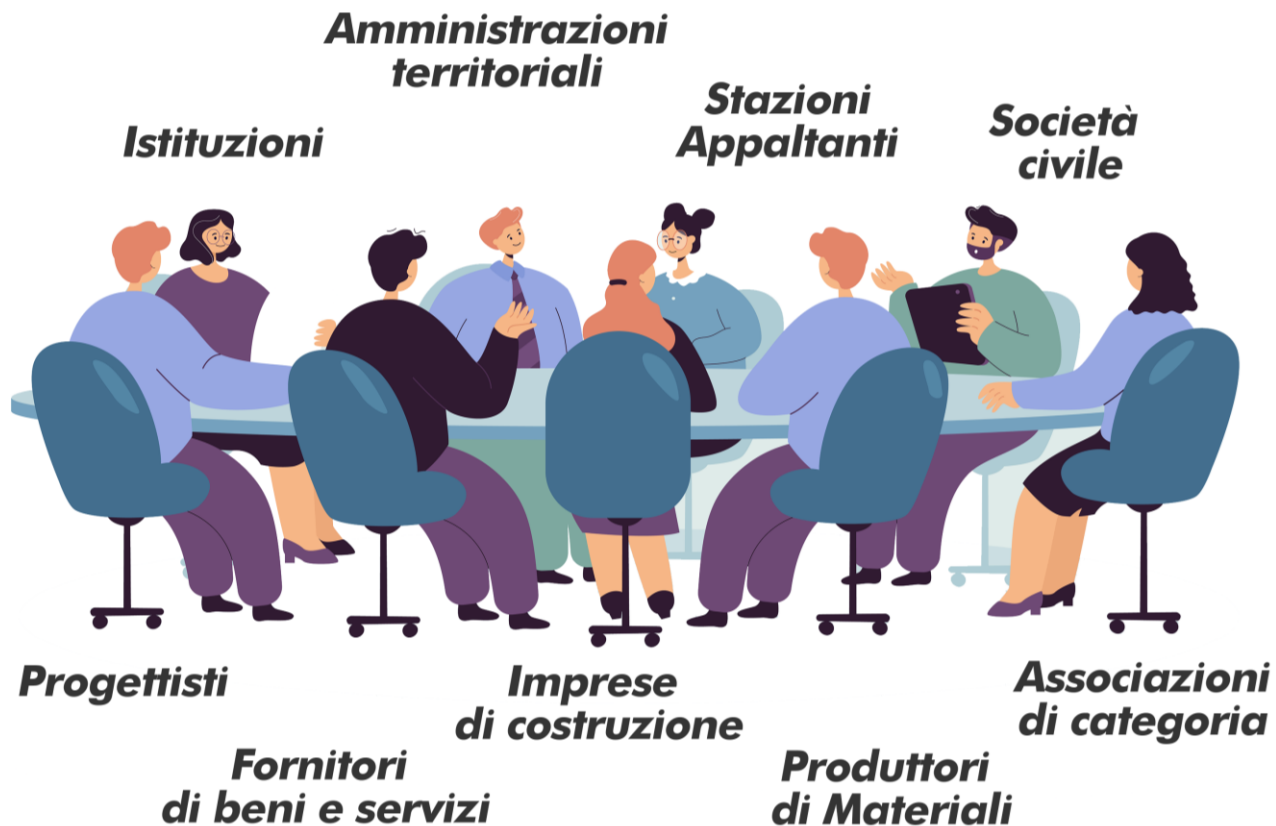 Amministrazioni
territoriali
Istituzioni
Stazioni
Appaltanti
Società
civile
Progettisti
Fornitori
di beni e servizi
Imprese
di costruzione
Produttori
di Materiali
Associazioni
di categoria